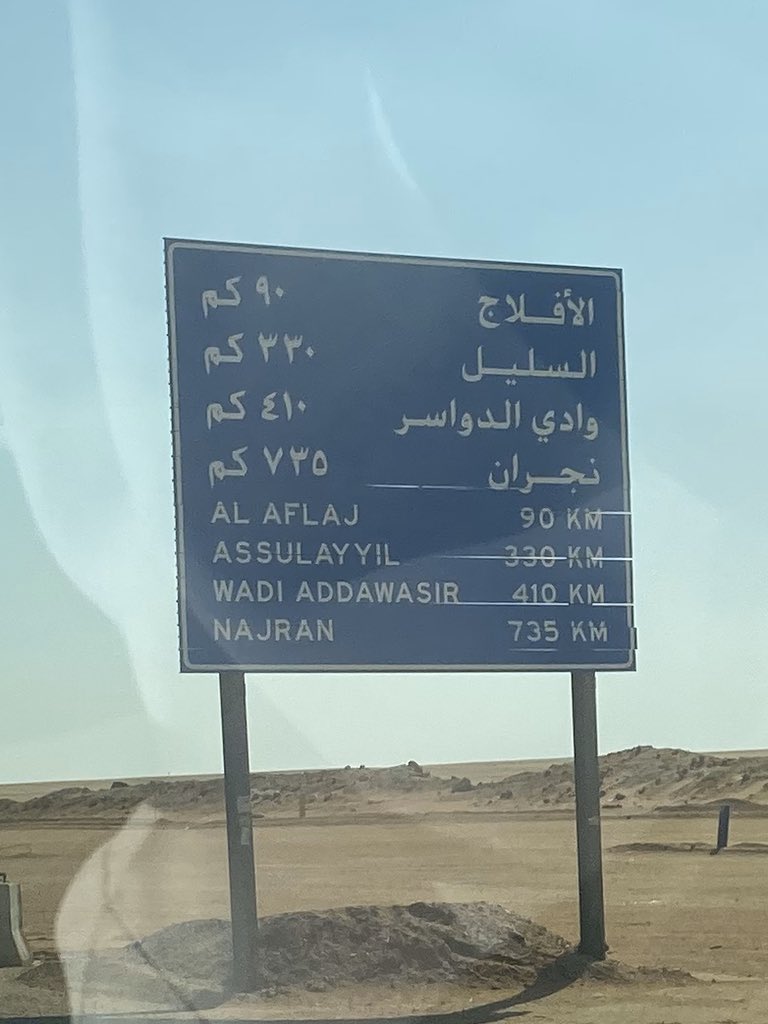 الأفلاج ٩٠ كم
السليل ٣٣٠ كم
وادي الدواسر ٤١٠ كم
نجران ٧٣٥ كم
AL AFLAJ 90 KM
ASSULAYYIL 330 KM
WADI ADDAWASIR 410 KM
NAJRAN 735 KM